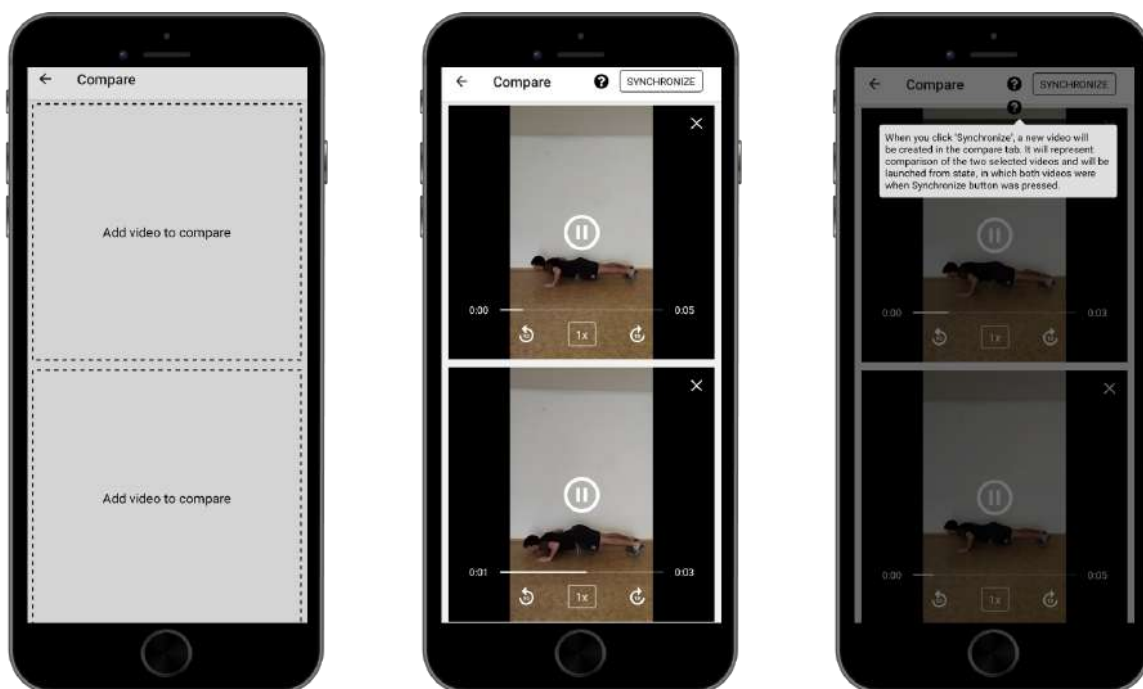 Compare
Add video to compare
Add video to compare
Compare ? SYNCHRONIZE
0:00 0:05
1x
0:01 0:03
1x
Compare ? SYNCHRONIZE
?
When you click 'Synchronize', a new video will
be created in the compare tab. It will represent
comparison of the two selected videos and will be
launched from state, in which both videos were
when Synchronize button was pressed.
0:00 0:03
1x
0:00 0:05
1x